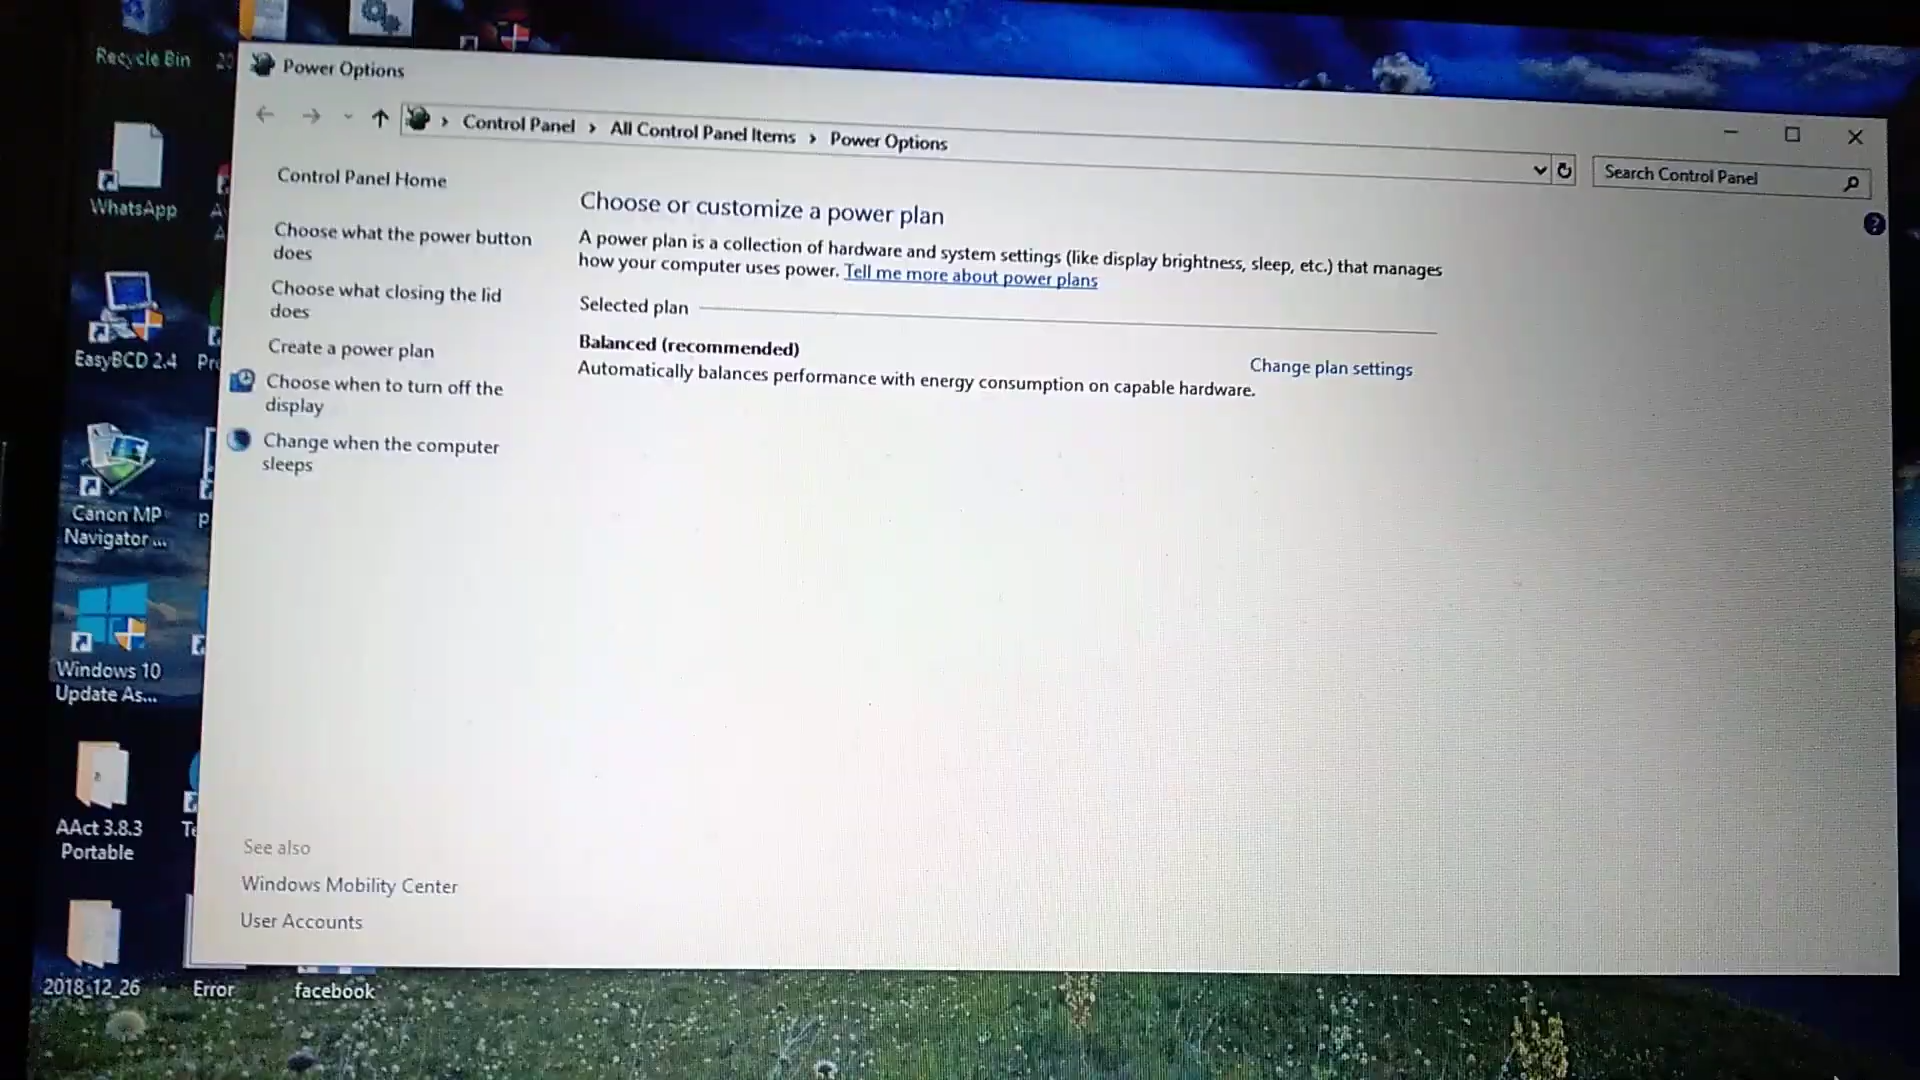 Recycle Bin
20
Power Options
Control Panel › All Control Panel Items › Power Options
Search Control Panel
Control Panel Home
Choose what the power button
does
Choose what closing the lid
does
Create a power plan
Choose when to turn off the
display
Change when the computer
sleeps
Choose or customize a power plan
A power plan is a collection of hardware and system settings (like display brightness, sleep, etc.) that manages
how your computer uses power. Tell me more about power plans
Selected plan
Balanced (recommended)
Automatically balances performance with energy consumption on capable hardware.
Change plan settings
See also
Windows Mobility Center
User Accounts
WhatsApp
EasyBCD 2.4
Canon MP
Navigator ...
Windows 10
Update As...
AAct 3.8.3
Portable
2018_12_26
Error
facebook